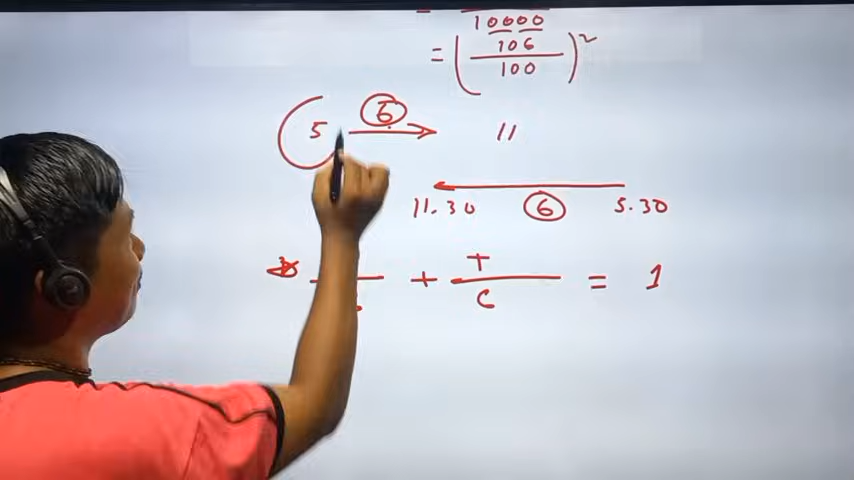 =
10000
= (106/100)²
5 6 → 11
11.30 ← 6 5.30
+ T/C = 1